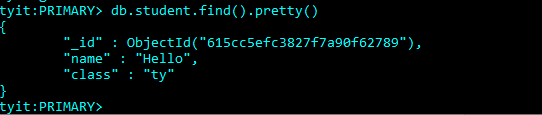 tyit:PRIMARY> db.student.find().pretty()
{
        "_id" : ObjectId("615cc5efc3827f7a90f62789"),
        "name" : "Hello",
        "class" : "ty"
}
tyit:PRIMARY>